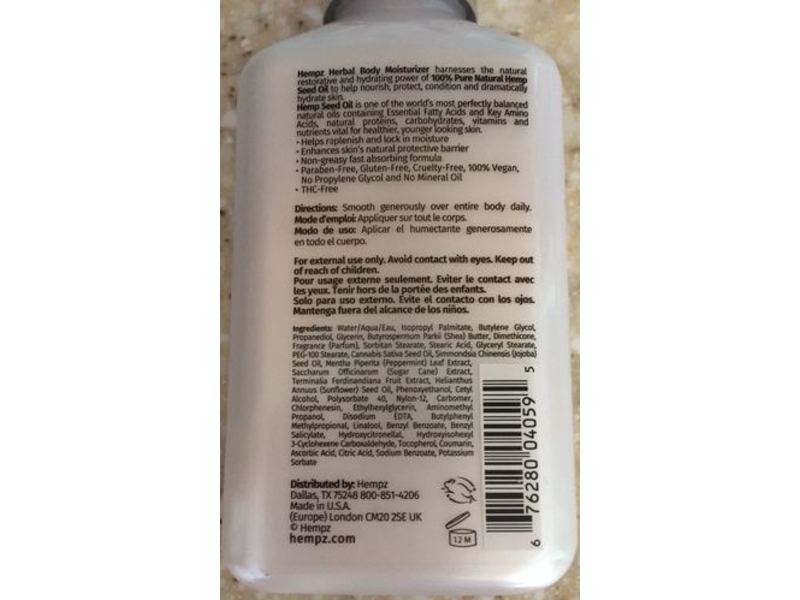 Hempz Herbal Body Moisturizer harnesses the natural
restorative and hydrating power of 100% Pure Natural Hemp
Seed Oil to help nourish, protect, condition and dramatically
hydrate skin.
Hemp Seed Oil is one of the world's most perfectly balanced
natural oils containing Essential Fatty Acids and Key Amino
Acids, natural proteins, carbohydrates, vitamins and
nutrients vital for healthier, younger looking skin.
• Helps replenish and lock in moisture
• Enhances skin's natural protective barrier
• Non-greasy fast absorbing formula
• Paraben-Free, Gluten-Free, Cruelty-Free, 100% Vegan,
No Propylene Glycol and No Mineral Oil
• THC-Free
Directions: Smooth generously over entire body daily.
Mode d'emploi: Appliquer sur tout le corps.
Modo de uso: Aplicar el humectante generosamente
en todo el cuerpo.
For external use only. Avoid contact with eyes. Keep out
of reach of children.
Pour usage externe seulement. Eviter le contact avec
les yeux. Tenir hors de la portée des enfants.
Solo para uso externo. Evite el contacto con los ojos.
Mantenga fuera del alcance de los niños.
Ingredients: Water/Aqua/Eau, Isopropyl Palmitate, Butylene Glycol,
Propanediol, Glycerin, Butyrospermum Parkii (Shea) Butter, Dimethicone,
Fragrance (Parfum), Sorbitan Stearate, Stearic Acid, Glyceryl Stearate,
PEG-100 Stearate, Cannabis Sativa Seed Oil, Simmondsia Chinensis (Jojoba)
Seed Oil, Mentha Piperita (Peppermint) Leaf Extract,
Saccharum Officinarum (Sugar Cane) Extract,
Terminalia Ferdinandiana Fruit Extract, Helianthus
Annuus (Sunflower) Seed Oil, Phenoxyethanol, Cetyl
Alcohol, Polysorbate 40, Nylon-12, Carbomer,
Chlorphenesin, Ethylhexylglycerin, Aminomethyl
Propanol, Disodium EDTA, Butylphenyl
Methylpropional, Linalool, Benzyl Benzoate, Benzyl
Salicylate, Hydroxycitronellal, Hydroxyisohexyl
3-Cyclohexene Carboxaldehyde, Tocopherol, Coumarin,
Ascorbic Acid, Citric Acid, Sodium Benzoate, Potassium
Sorbate
Distributed by: Hempz
Dallas, TX 75248 800-851-4206
Made in U.S.A.
(Europe) London CM20 2SE UK
© Hempz
hempz.com
12 M
6 76280 04059 5